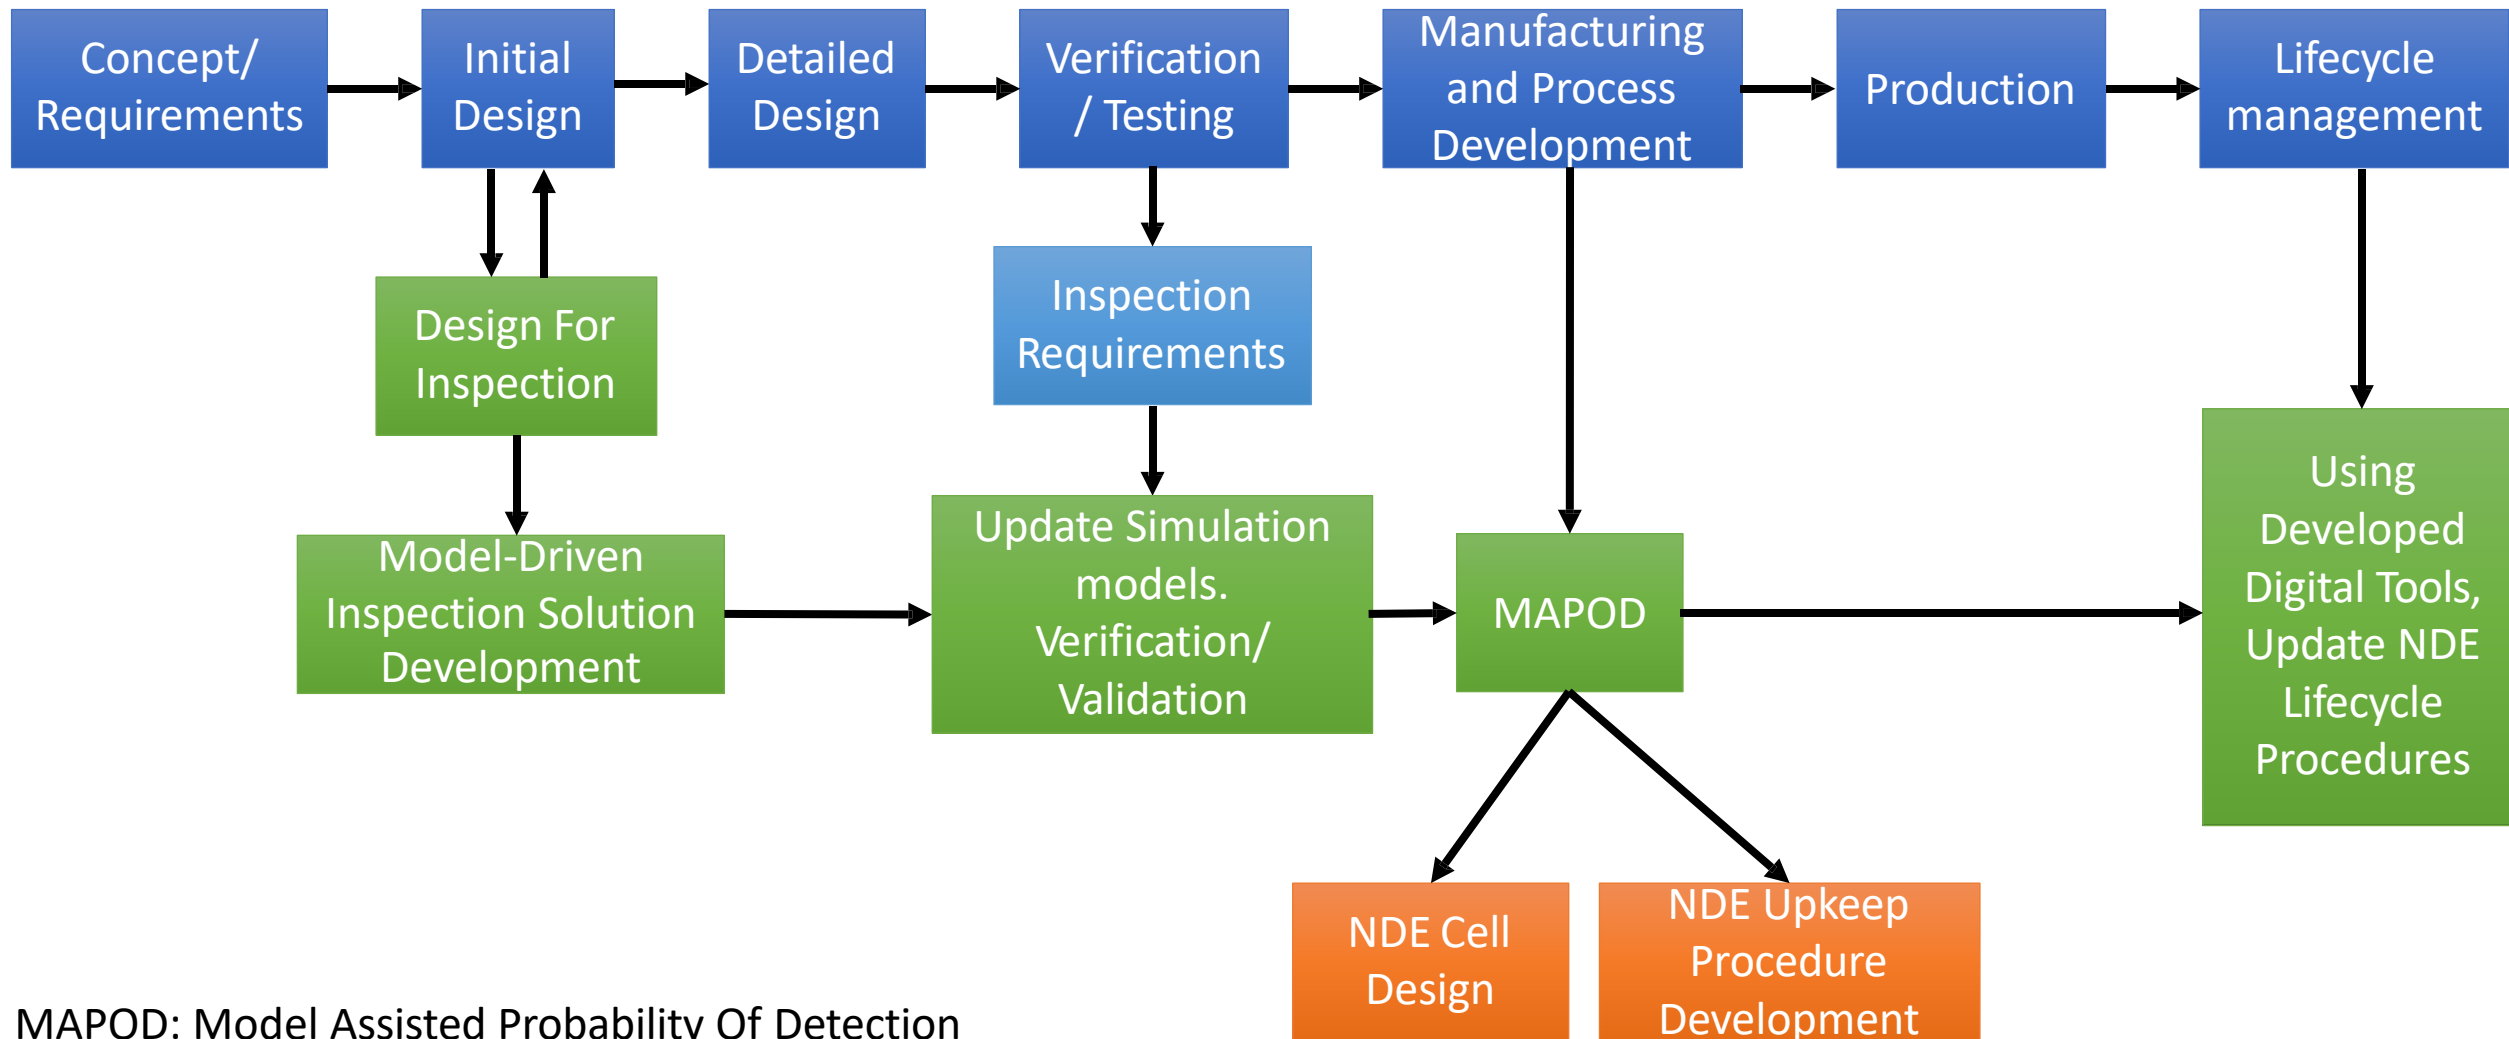 Concept/
Requirements
Initial
Design
Detailed
Design
Verification
/ Testing
Manufacturing
and Process
Development
Production
Lifecycle
management
Design For
Inspection
Inspection
Requirements
Model-Driven
Inspection Solution
Development
Update Simulation
models.
Verification/
Validation
MAPOD
Using
Developed
Digital Tools,
Update NDE
Lifecycle
Procedures
NDE Cell
Design
NDE Upkeep
Procedure
Development
MAPOD: Model Assisted Probability Of Detection